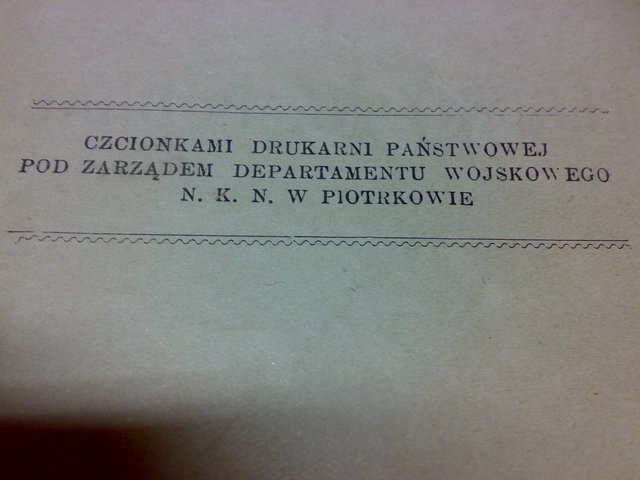 CZCIONKAMI DRUKARNI PAŃSTWOWEJ
POD ZARZĄDEM DEPARTAMENTU WOJSKOWEGO
N. K. N. W PIOTRKOWIE